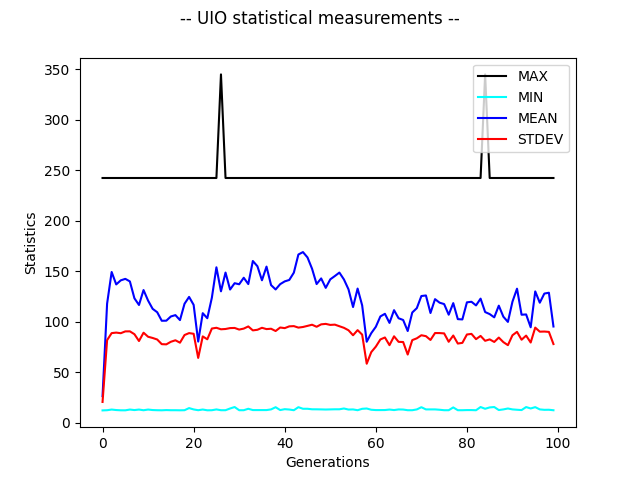 -- UIO statistical measurements --
350
300
250
200
150
100
50
0
Statistics
MAX
MIN
MEAN
STDEV
0 20 40 60 80 100
Generations